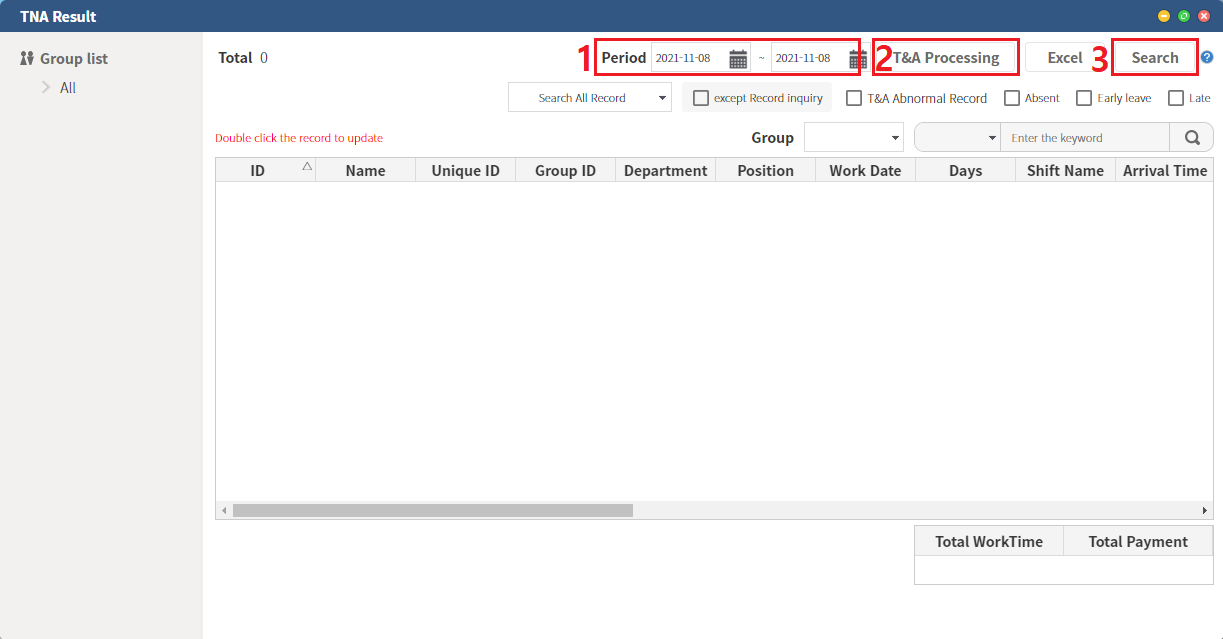 TNA Result
Group list
All
Total 0
1 Period 2021-11-08 ~ 2021-11-08 2 T&A Processing Excel 3 Search ?
Search All Record except Record inquiry T&A Abnormal Record Absent Early leave Late
Double click the record to update Group Enter the keyword
ID Name Unique ID Group ID Department Position Work Date Days Shift Name Arrival Time
Total WorkTime Total Payment